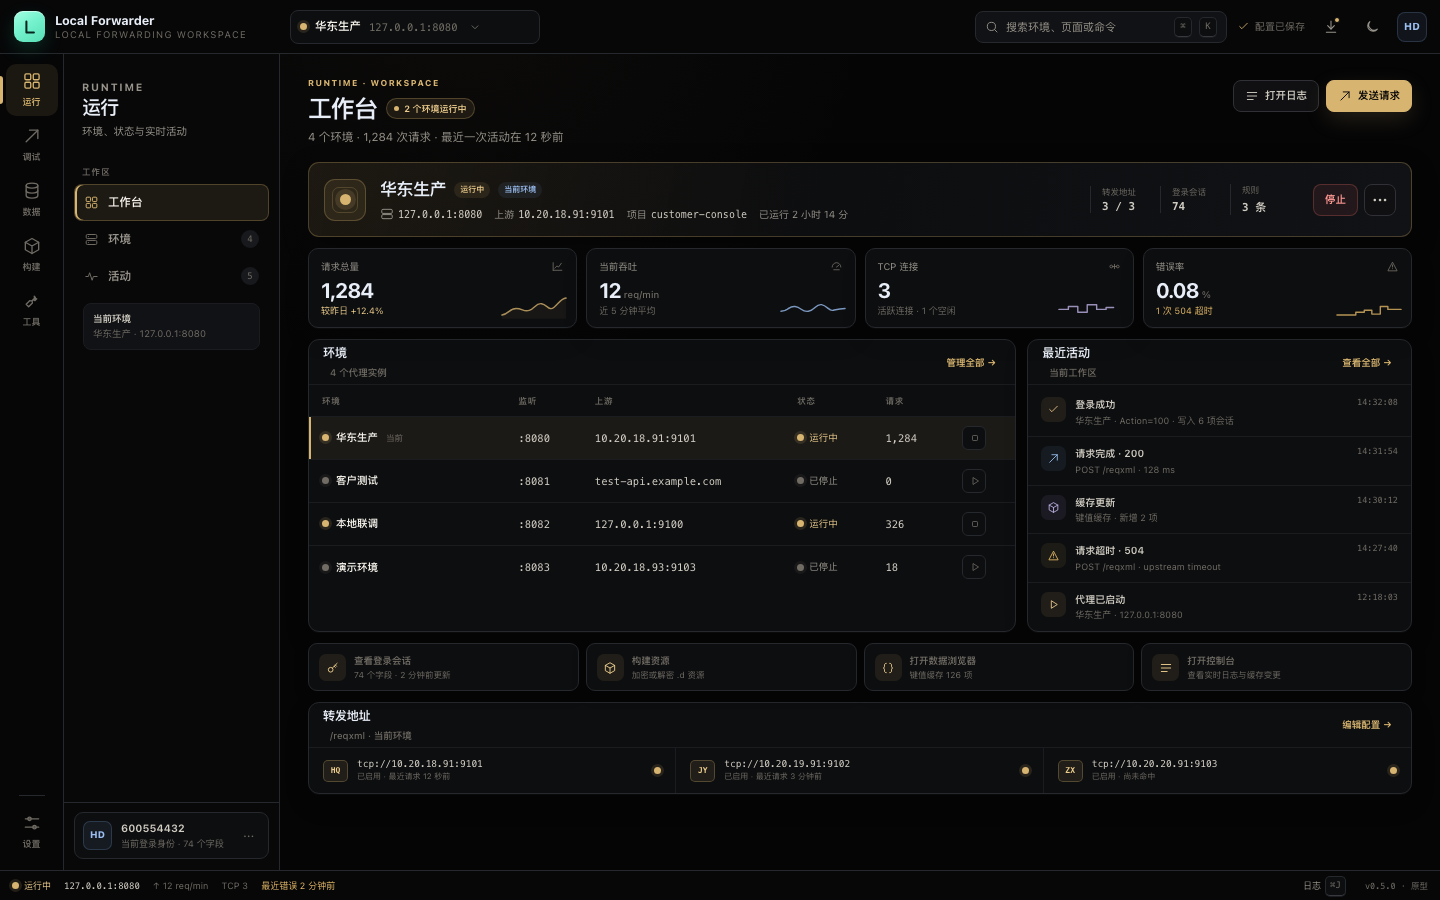 L
Local Forwarder
LOCAL FORWARDING WORKSPACE
华东生产 127.0.0.1:8080
搜索环境、页面或命令 ⌘ K
配置已保存
HD
运行
调试
数据
构建
工具
设置
RUNTIME
运行
环境、状态与实时活动
工作区
工作台
环境 4
活动 5
当前环境
华东生产 · 127.0.0.1:8080
HD
600554432
当前登录身份 · 74 个字段
RUNTIME · WORKSPACE
工作台 2 个环境运行中
4 个环境 · 1,284 次请求 · 最近一次活动在 12 秒前
打开日志
发送请求
华东生产 运行中 当前环境
127.0.0.1:8080 上游 10.20.18.91:9101 项目 customer-console 已运行 2 小时 14 分
转发地址
3 / 3
登录会话
74
规则
3 条
停止
请求总量
1,284
较昨日 +12.4%
当前吞吐
12 req/min
近 5 分钟平均
TCP 连接
3
活跃连接 · 1 个空闲
错误率
0.08 %
1 次 504 超时
环境
4 个代理实例
管理全部 →
环境 监听 上游 状态 请求
华东生产 当前 :8080 10.20.18.91:9101 运行中 1,284
客户测试 :8081 test-api.example.com 已停止 0
本地联调 :8082 127.0.0.1:9100 运行中 326
演示环境 :8083 10.20.18.93:9103 已停止 18
最近活动
当前工作区
查看全部 →
登录成功 14:32:08
华东生产 · Action=100 · 写入 6 项会话
请求完成 · 200 14:31:54
POST /reqxml · 128 ms
缓存更新 14:30:12
键值缓存 · 新增 2 项
请求超时 · 504 14:27:40
POST /reqxml · upstream timeout
代理已启动 12:18:03
华东生产 · 127.0.0.1:8080
查看登录会话
74 个字段 · 2 分钟前更新
构建资源
加密或解密 .d 资源
打开数据浏览器
键值缓存 126 项
打开控制台
查看实时日志与缓存变更
转发地址
/reqxml · 当前环境
编辑配置 →
HQ
tcp://10.20.18.91:9101
已启用 · 最近请求 12 秒前
JY
tcp://10.20.19.91:9102
已启用 · 最近请求 3 分钟前
ZX
tcp://10.20.20.91:9103
已启用 · 尚未命中
运行中 127.0.0.1:8080 ↑ 12 req/min TCP 3 最近错误 2 分钟前
日志 ⌘J v0.5.0 · 原型